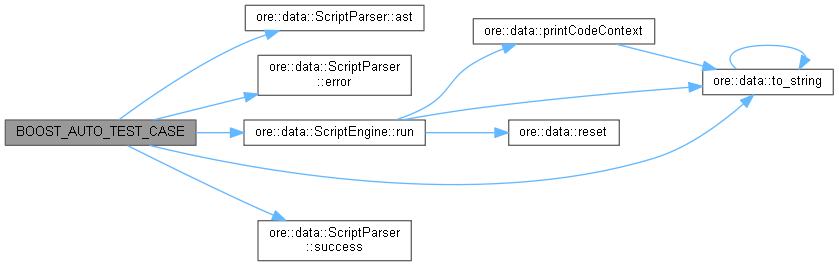 ore::data::ScriptParser::ast
ore::data::printCodeContext
ore::data::ScriptParser
::error
ore::data::to_string
BOOST_AUTO_TEST_CASE
ore::data::ScriptEngine::run
ore::data::reset
ore::data::ScriptParser
::success